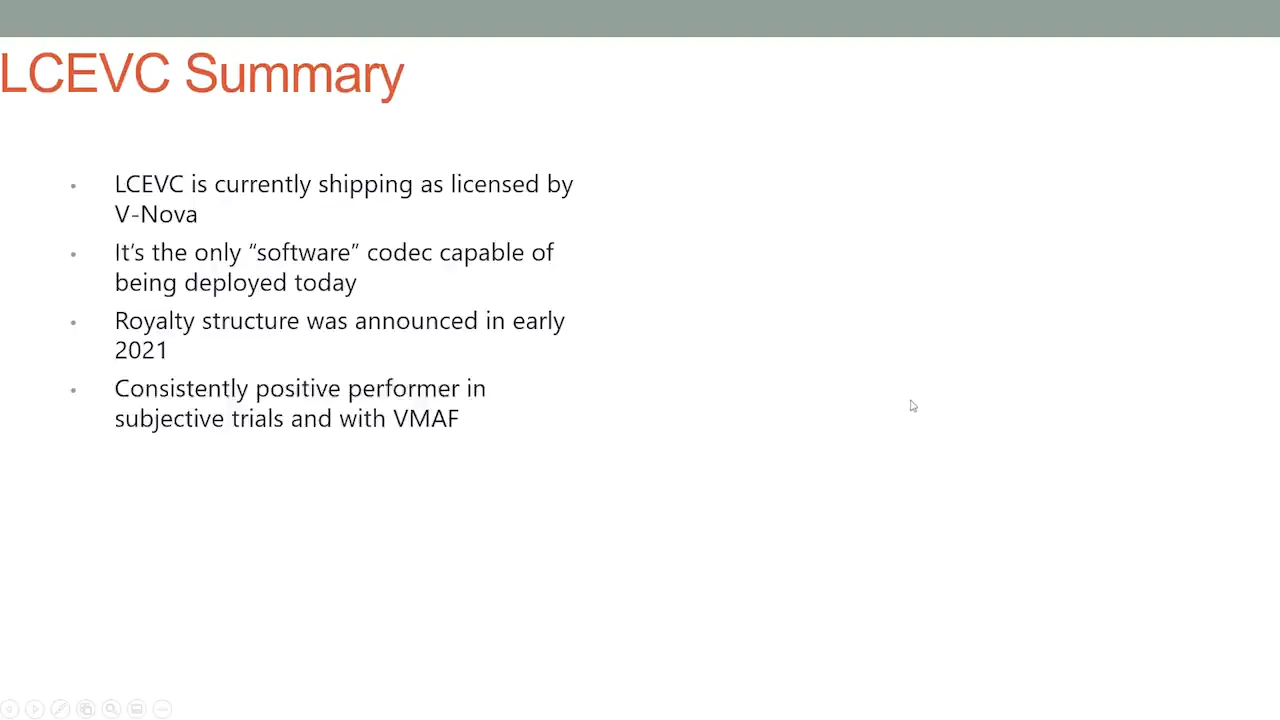 LCEVC Summary
LCEVC is currently shipping as licensed by
V-Nova
It’s the only “software” codec capable of
being deployed today
Royalty structure was announced in early
2021
Consistently positive performer in
subjective trials and with VMAF